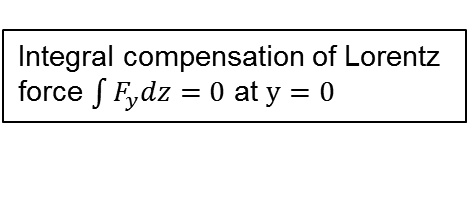 Integral compensation of Lorentz
force ∫ F_y dz = 0 at y = 0